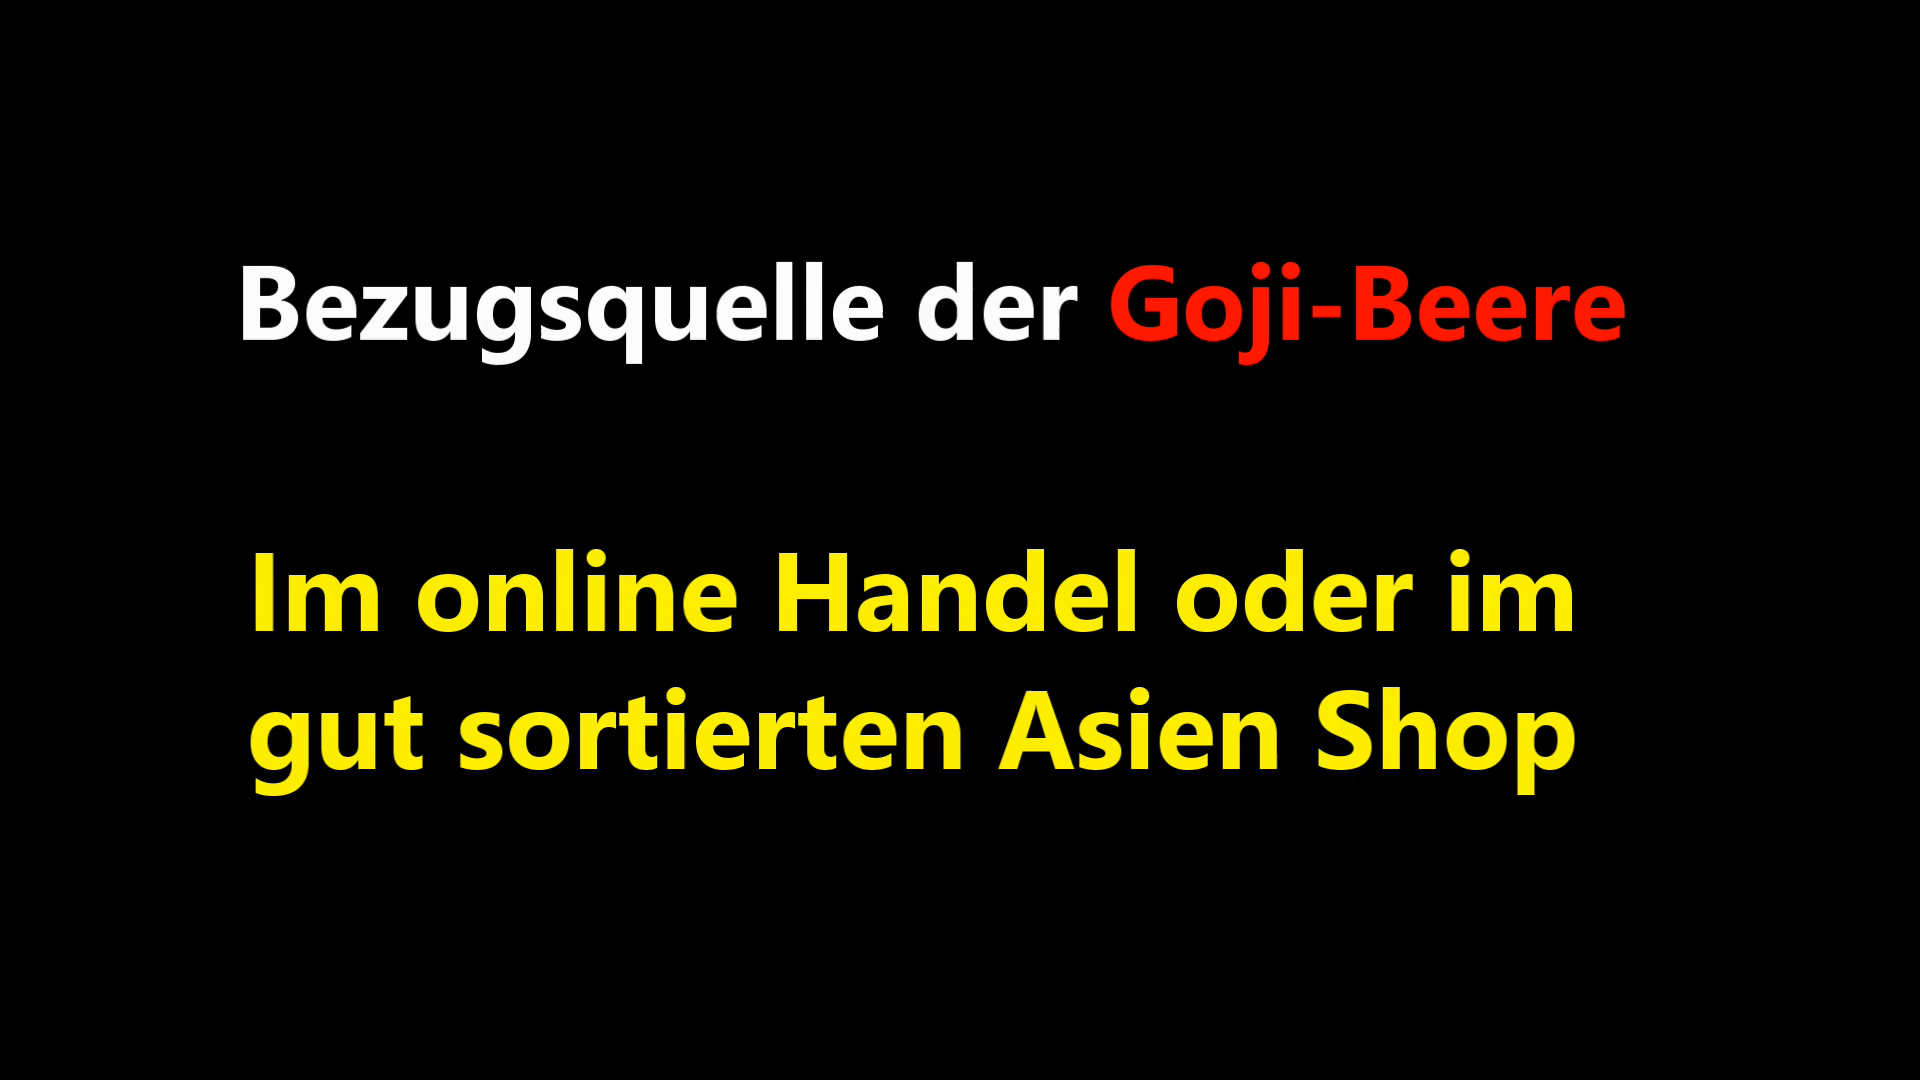 Bezugsquelle der Goji-Beere
Im online Handel oder im
gut sortierten Asien Shop